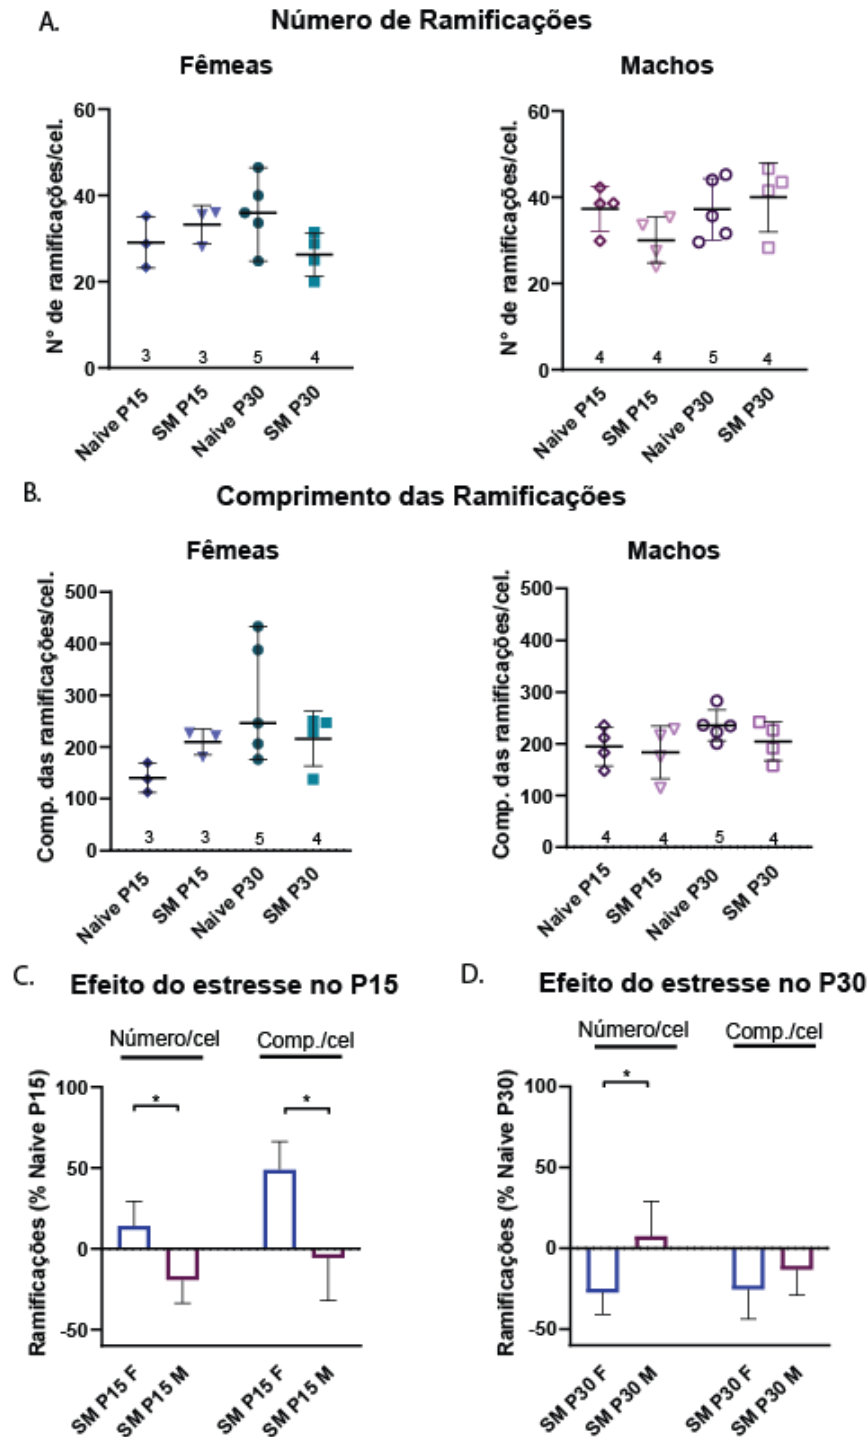 A.
Número de Ramificações
Fêmeas
Machos
N° de ramificações/cel.
60
40
20
0
3 3 5 4
Naive P15 SM P15 Naive P30 SM P30
N° de ramificações/cel.
60
40
20
0
4 4 5 4
Naive P15 SM P15 Naive P30 SM P30
B.
Comprimento das Ramificações
Fêmeas
Machos
Comp. das ramificações/cel.
500
400
300
200
100
0
3 3 5 4
Naive P15 SM P15 Naive P30 SM P30
Comp. das ramificações/cel.
500
400
300
200
100
0
4 4 5 4
Naive P15 SM P15 Naive P30 SM P30
C.
Efeito do estresse no P15
Número/cel Comp./cel
Ramificações (% Naive P15)
100
50
0
-50
* *
SM P15 F SM P15 M SM P15 F SM P15 M
D.
Efeito do estresse no P30
Número/cel Comp./cel
Ramificações (% Naive P30)
100
50
0
-50
*
SM P30 F SM P30 M SM P30 F SM P30 M